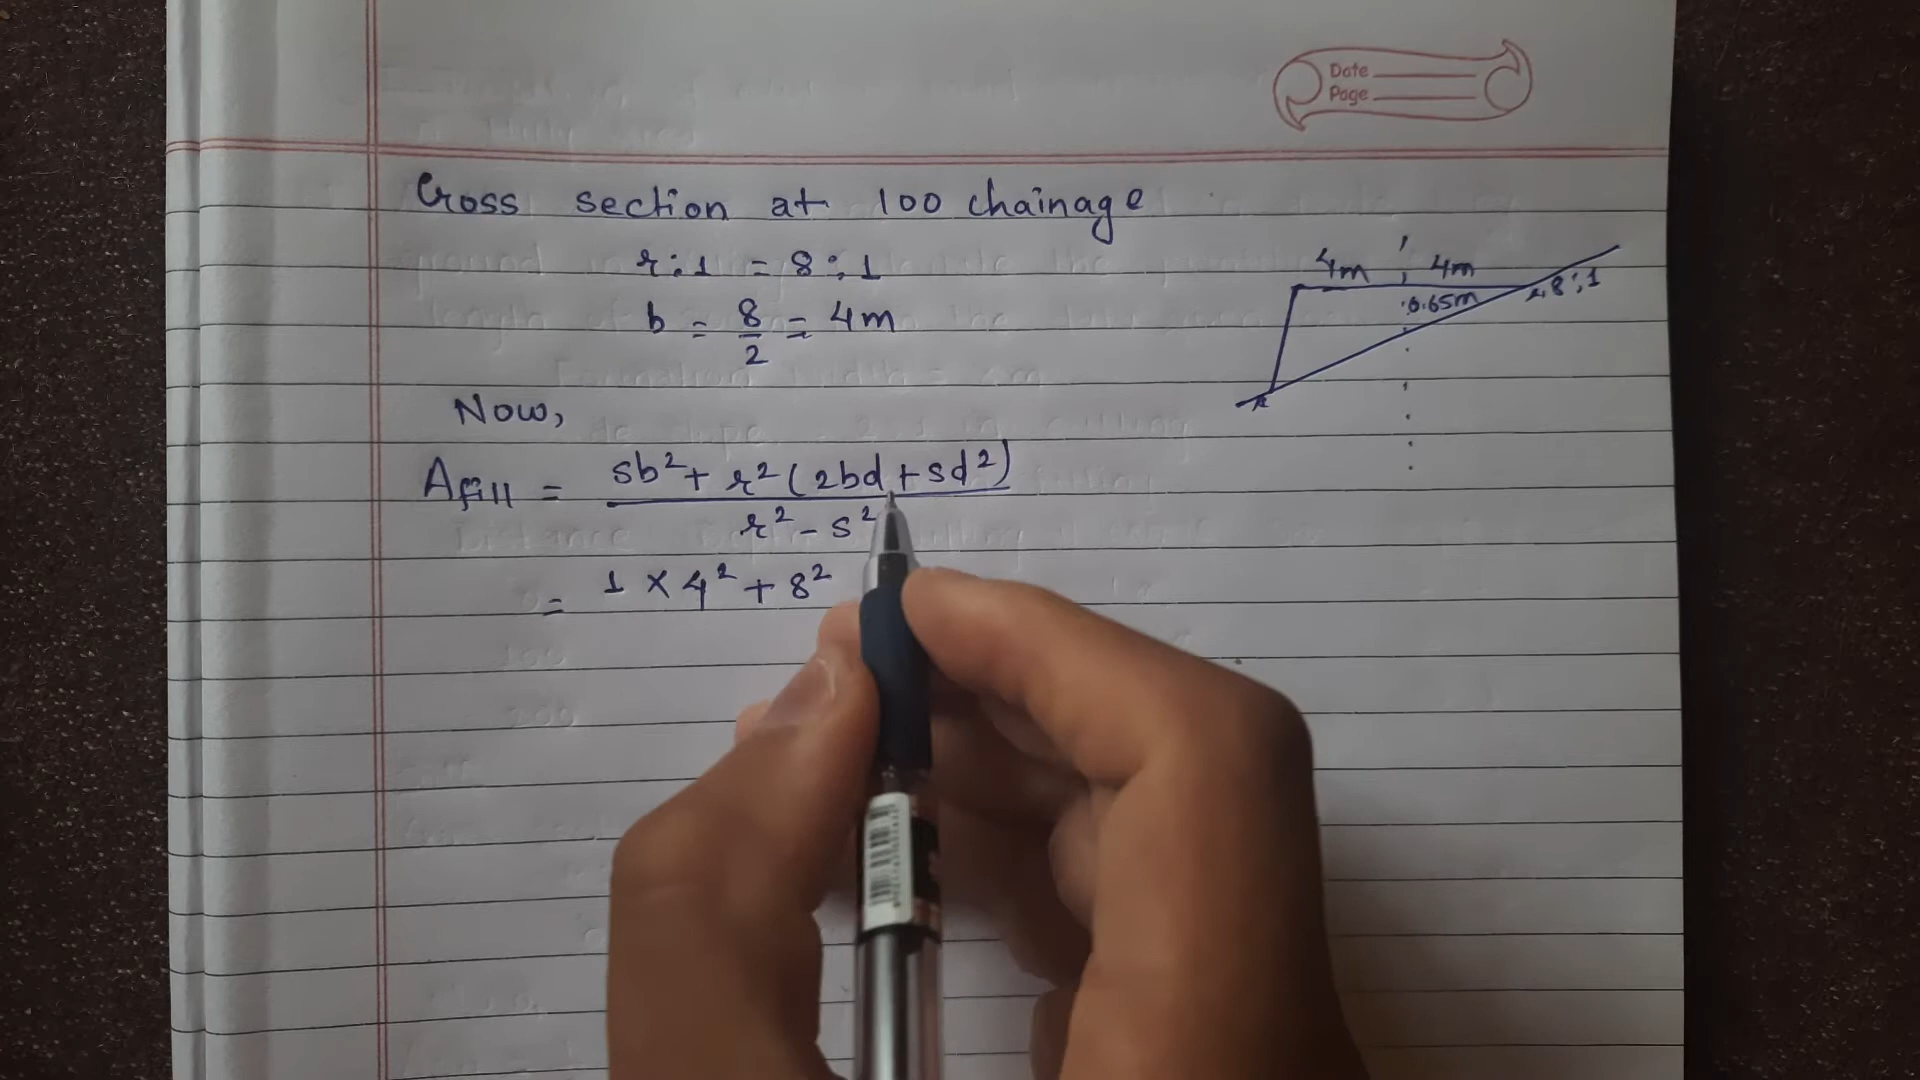 Date
Page
Cross section at 100 chainage
r:1 = 8:1
b = 8/2 = 4m
4m 4m
0.65m
8:1
Now,
Afill = sb² + r²(2bd + sd²)
r² - s²
= 1 × 4² + 8²